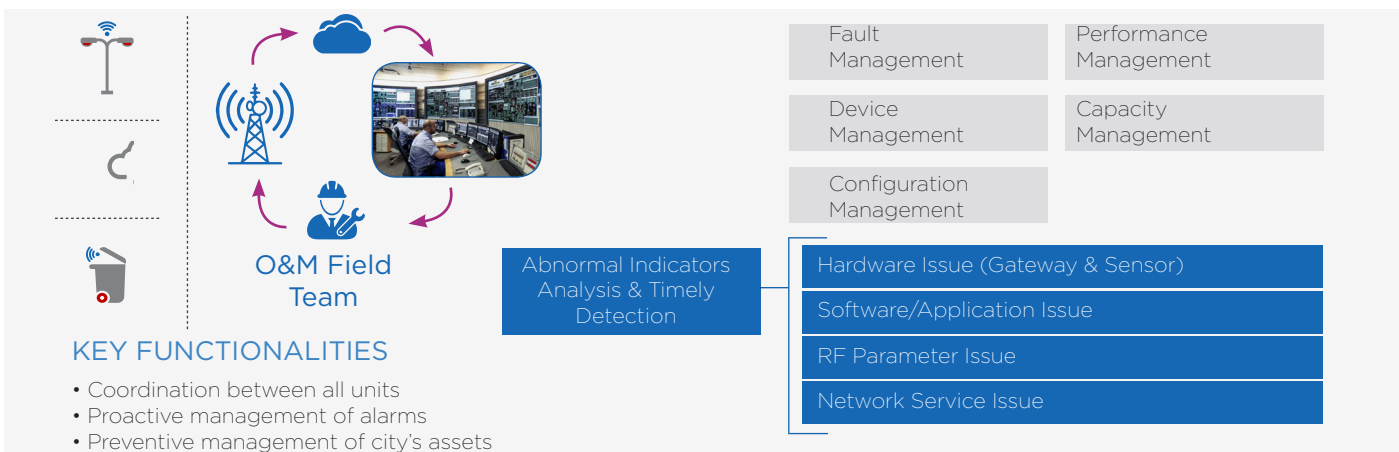 Fault
Management
Performance
Management
Device
Management
Capacity
Management
Configuration
Management
O&M Field
Team
Abnormal Indicators
Analysis & Timely
Detection
Hardware Issue (Gateway & Sensor)
Software/Application Issue
RF Parameter Issue
Network Service Issue
KEY FUNCTIONALITIES
• Coordination between all units
• Proactive management of alarms
• Preventive management of city's assets